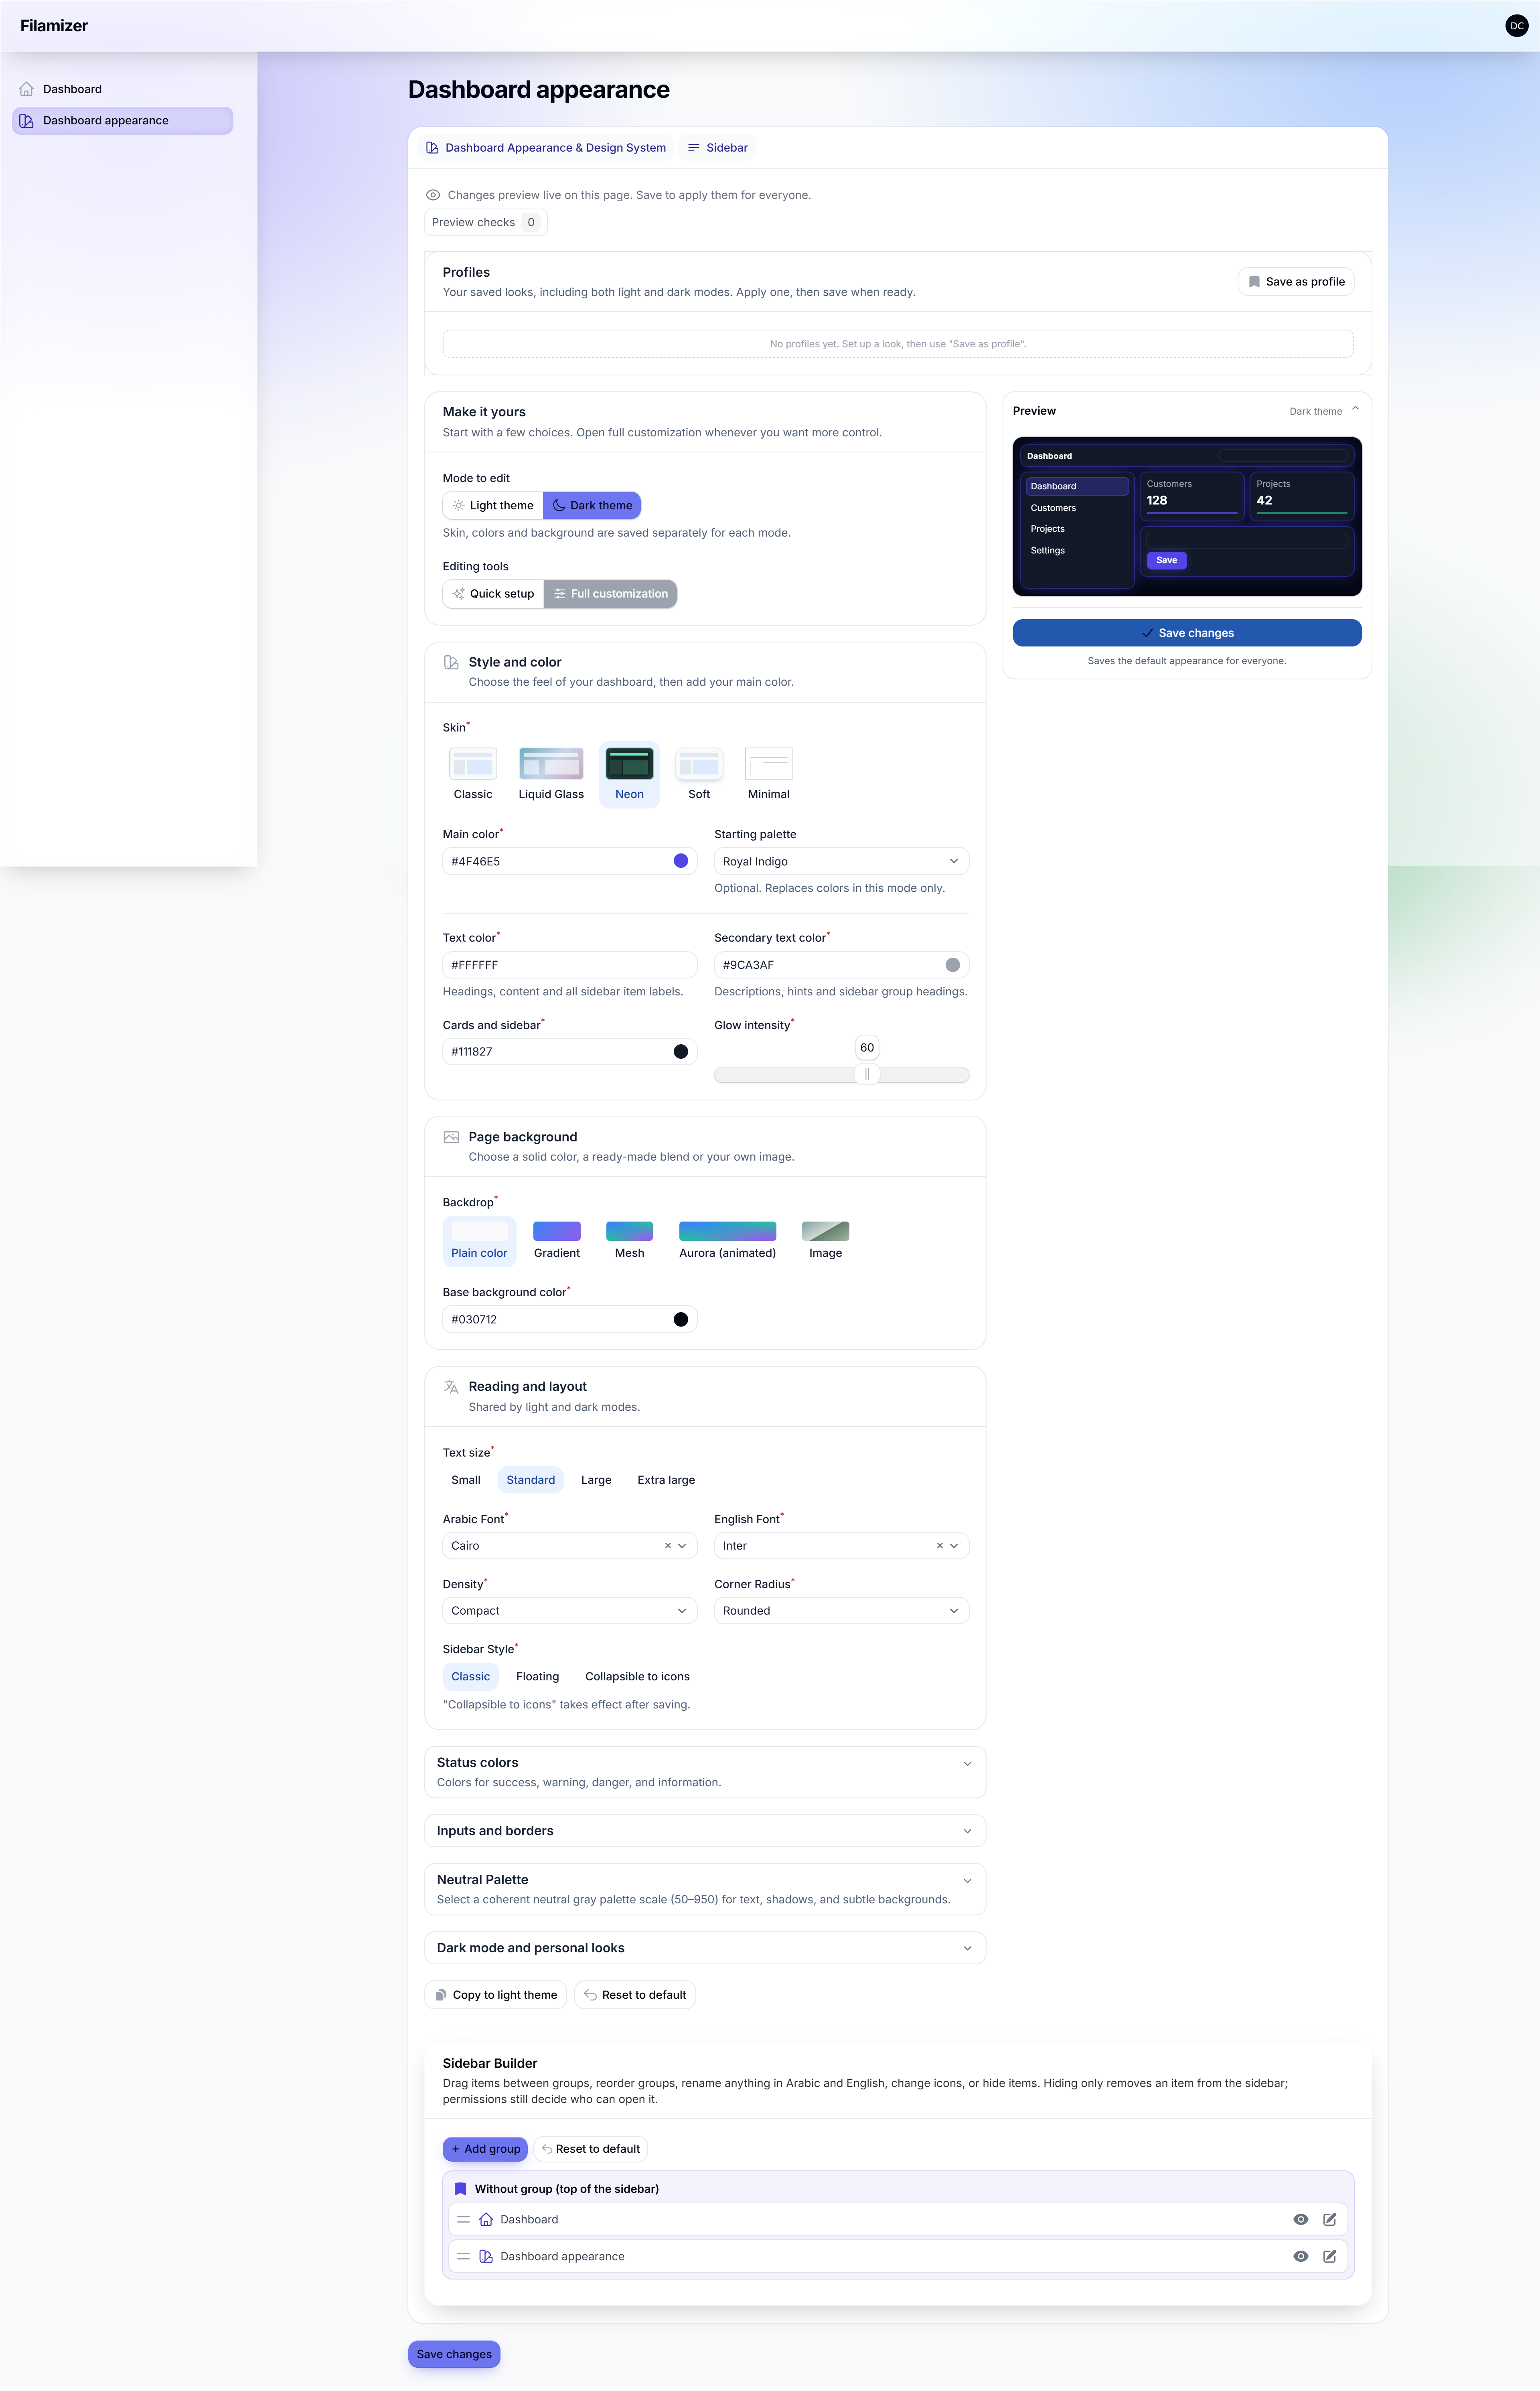 Filamizer
DC
Dashboard
Dashboard appearance
Dashboard appearance
Dashboard Appearance & Design System
Sidebar
Changes preview live on this page. Save to apply them for everyone.
Preview checks 0
Profiles
Your saved looks, including both light and dark modes. Apply one, then save when ready.
Save as profile
No profiles yet. Set up a look, then use "Save as profile".
Make it yours
Start with a few choices. Open full customization whenever you want more control.
Mode to edit
Light theme
Dark theme
Skin, colors and background are saved separately for each mode.
Editing tools
Quick setup
Full customization
Preview
Dark theme
Dashboard
Dashboard
Customers
Projects
Settings
Customers
128
Projects
42
Save
Save changes
Saves the default appearance for everyone.
Style and color
Choose the feel of your dashboard, then add your main color.
Skin*
Classic
Liquid Glass
Neon
Soft
Minimal
Main color*
#4F46E5
Starting palette
Royal Indigo
Optional. Replaces colors in this mode only.
Text color*
#FFFFFF
Headings, content and all sidebar item labels.
Secondary text color*
#9CA3AF
Descriptions, hints and sidebar group headings.
Cards and sidebar*
#111827
Glow intensity*
60
Page background
Choose a solid color, a ready-made blend or your own image.
Backdrop*
Plain color
Gradient
Mesh
Aurora (animated)
Image
Base background color*
#030712
Reading and layout
Shared by light and dark modes.
Text size*
Small
Standard
Large
Extra large
Arabic Font*
Cairo
English Font*
Inter
Density*
Compact
Corner Radius*
Rounded
Sidebar Style*
Classic
Floating
Collapsible to icons
"Collapsible to icons" takes effect after saving.
Status colors
Colors for success, warning, danger, and information.
Inputs and borders
Neutral Palette
Select a coherent neutral gray palette scale (50–950) for text, shadows, and subtle backgrounds.
Dark mode and personal looks
Copy to light theme
Reset to default
Sidebar Builder
Drag items between groups, reorder groups, rename anything in Arabic and English, change icons, or hide items. Hiding only removes an item from the sidebar;
permissions still decide who can open it.
+ Add group
Reset to default
Without group (top of the sidebar)
Dashboard
Dashboard appearance
Save changes